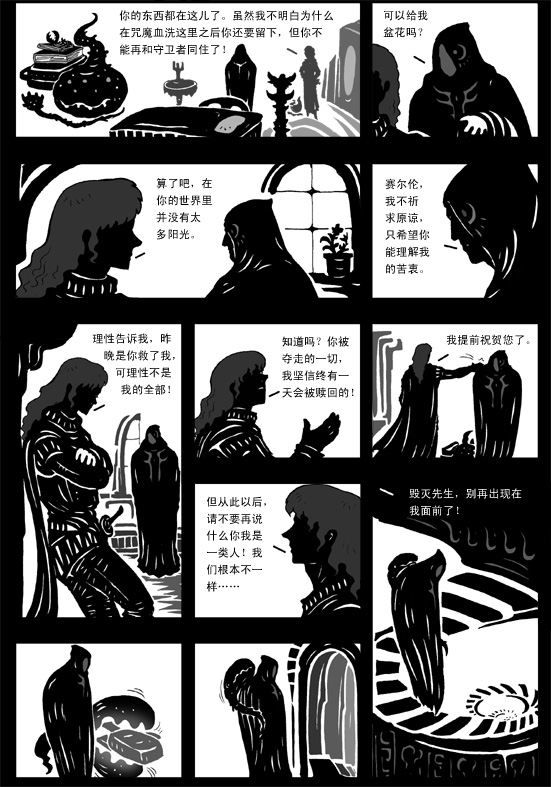 你的东西都在这儿了。虽然我不明白为什么
在咒魔血洗这里之后你还要留下，但你不
能再和守卫者同住了！
可以给我
盆花吗？
算了吧，在
你的世界里
并没有太
多阳光。
赛尔伦，
我不祈
求原谅，
只希望你
能理解我
的苦衷。
理性告诉我，昨
晚是你救了我，
可理性不是
我的全部！
知道吗？你被
夺走的一切，
我坚信终有一
天会被赎回的！
我提前祝贺您了。
但从此以后，
请不要再说
什么你我是
一类人！我
们根本不一
样……
毁灭先生，别再出现在
我面前了！